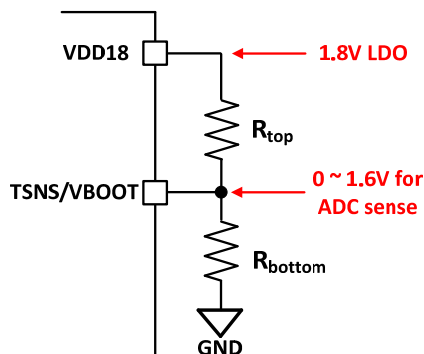 VDD18
1.8V LDO
Rtop
TSNS/VBOOT
0 ~ 1.6V for
ADC sense
Rbottom
GND